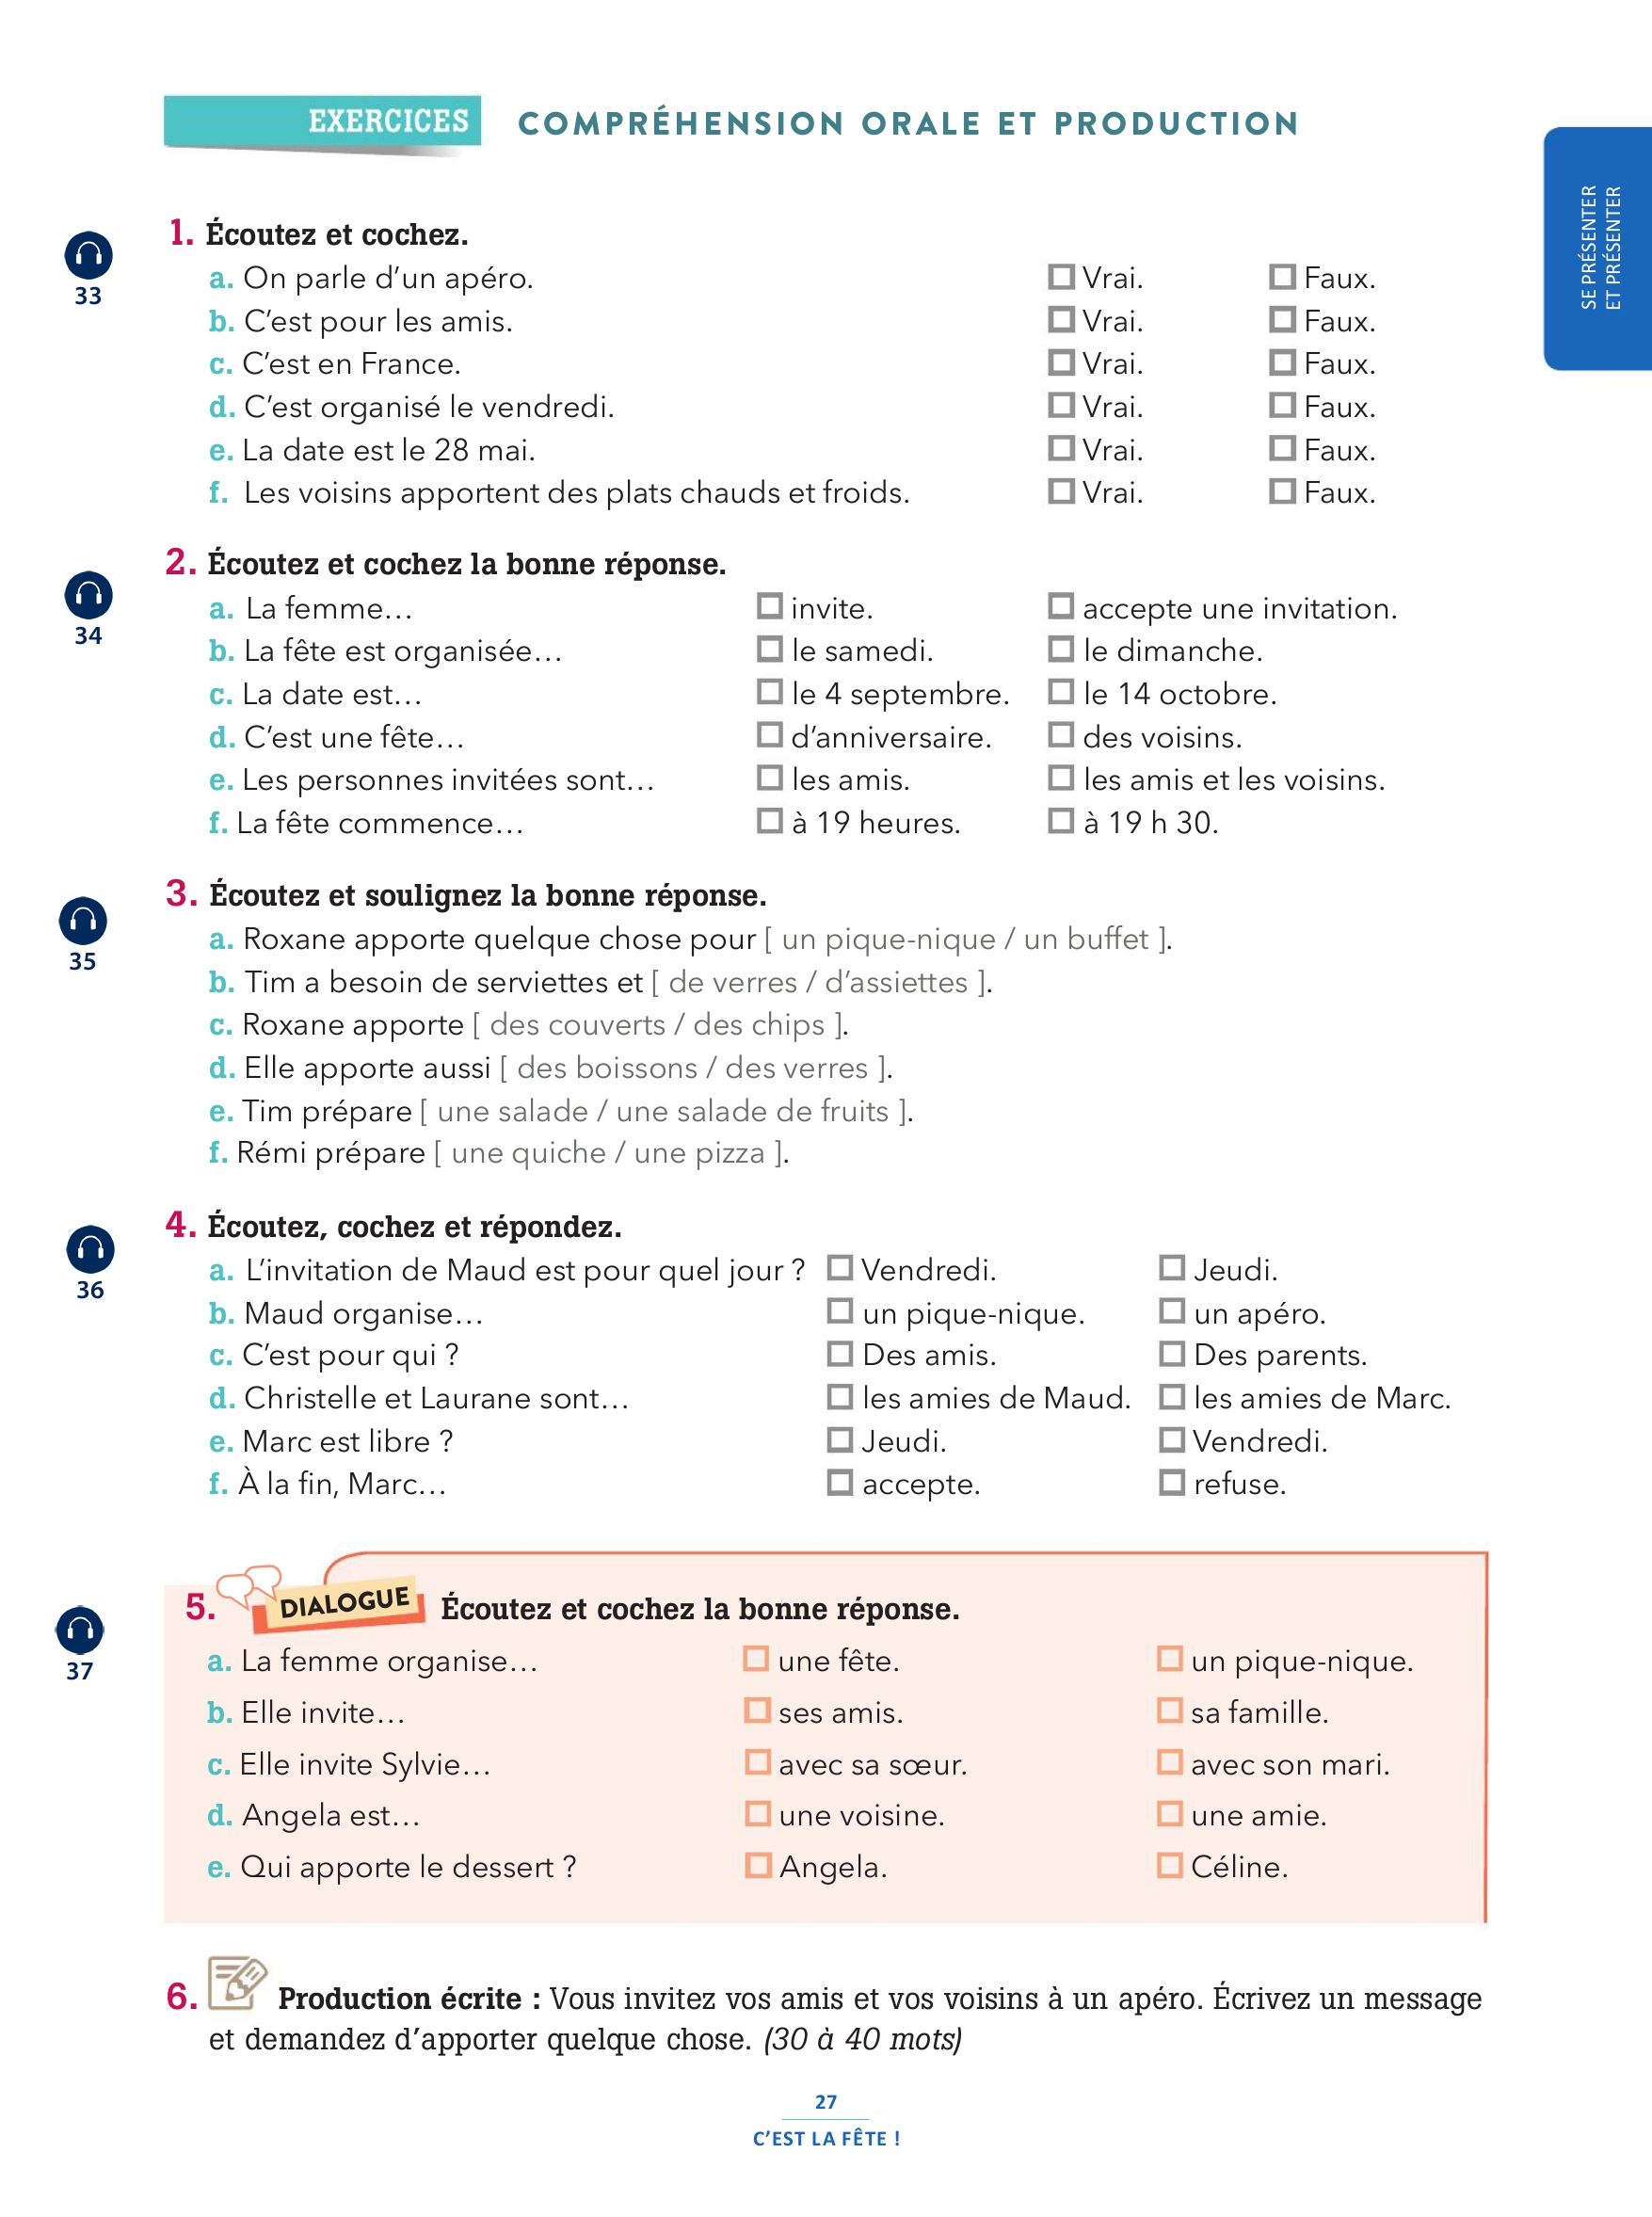 EXERCICES COMPRÉHENSION ORALE ET PRODUCTION
SE PRÉSENTER
ET PRÉSENTER
1. Écoutez et cochez.
33
a. On parle d’un apéro. Vrai. Faux.
b. C’est pour les amis. Vrai. Faux.
c. C’est en France. Vrai. Faux.
d. C’est organisé le vendredi. Vrai. Faux.
e. La date est le 28 mai. Vrai. Faux.
f. Les voisins apportent des plats chauds et froids. Vrai. Faux.
2. Écoutez et cochez la bonne réponse.
34
a. La femme… invite. accepte une invitation.
b. La fête est organisée… le samedi. le dimanche.
c. La date est… le 4 septembre. le 14 octobre.
d. C’est une fête… d’anniversaire. des voisins.
e. Les personnes invitées sont… les amis. les amis et les voisins.
f. La fête commence… à 19 heures. à 19 h 30.
3. Écoutez et soulignez la bonne réponse.
35
a. Roxane apporte quelque chose pour [ un pique-nique / un buffet ].
b. Tim a besoin de serviettes et [ de verres / d’assiettes ].
c. Roxane apporte [ des couverts / des chips ].
d. Elle apporte aussi [ des boissons / des verres ].
e. Tim prépare [ une salade / une salade de fruits ].
f. Rémi prépare [ une quiche / une pizza ].
4. Écoutez, cochez et répondez.
36
a. L’invitation de Maud est pour quel jour ? Vendredi. Jeudi.
b. Maud organise… un pique-nique. un apéro.
c. C’est pour qui ? Des amis. Des parents.
d. Christelle et Laurane sont… les amies de Maud. les amies de Marc.
e. Marc est libre ? Jeudi. Vendredi.
f. À la fin, Marc… accepte. refuse.
5. DIALOGUE Écoutez et cochez la bonne réponse.
37
a. La femme organise… une fête. un pique-nique.
b. Elle invite… ses amis. sa famille.
c. Elle invite Sylvie… avec sa sœur. avec son mari.
d. Angela est… une voisine. une amie.
e. Qui apporte le dessert ? Angela. Céline.
6. Production écrite : Vous invitez vos amis et vos voisins à un apéro. Écrivez un message
et demandez d’apporter quelque chose. (30 à 40 mots)
27
C’EST LA FÊTE !